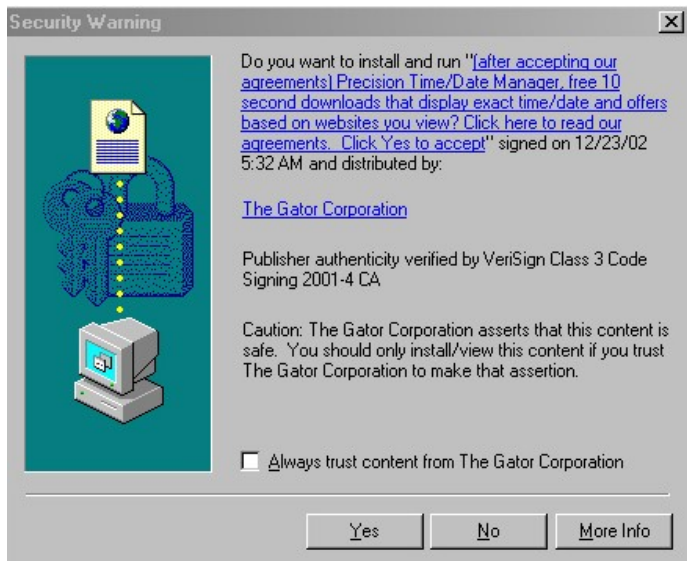 Security Warning
Do you want to install and run "(after accepting our
agreements) Precision Time/Date Manager, free 10
second downloads that display exact time/date and offers
based on websites you view? Click here to read our
agreements.  Click Yes to accept" signed on 12/23/02
5:32 AM and distributed by:
The Gator Corporation
Publisher authenticity verified by VeriSign Class 3 Code
Signing 2001-4 CA
Caution: The Gator Corporation asserts that this content is
safe.  You should only install/view this content if you trust
The Gator Corporation to make that assertion.
Always trust content from The Gator Corporation
Yes No More Info